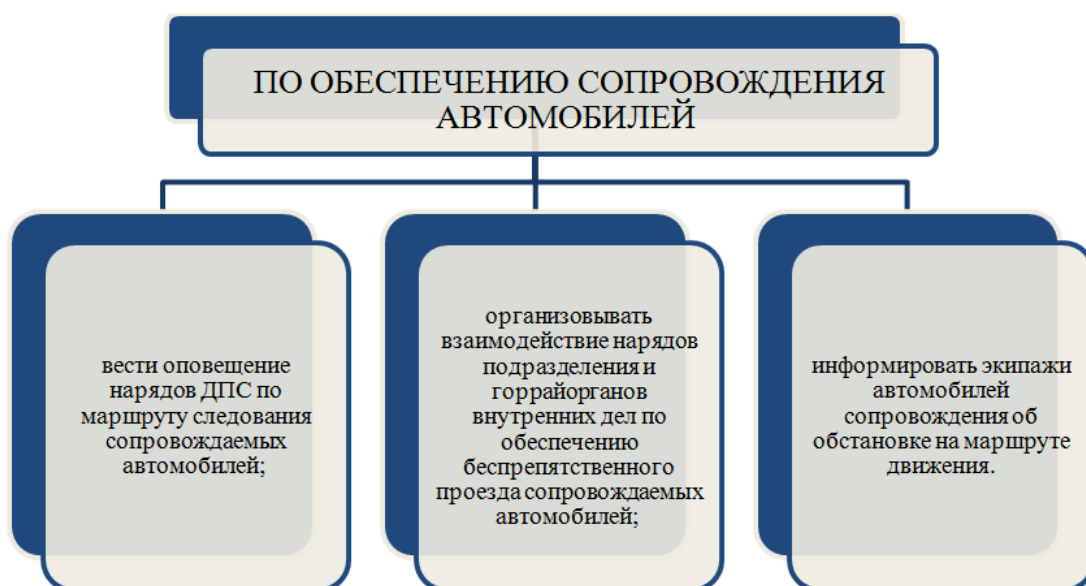 ПО ОБЕСПЕЧЕНИЮ СОПРОВОЖДЕНИЯ
АВТОМОБИЛЕЙ
вести оповещение
нарядов ДПС по
маршруту следования
сопровождаемых
автомобилей;
организовывать
взаимодействие нарядов
подразделения и
горрайорганов
внутренних дел по
обеспечению
беспрепятственного
проезда сопровождаемых
автомобилей;
информировать экипажи
автомобилей
сопровождения об
обстановке на маршруте
движения.